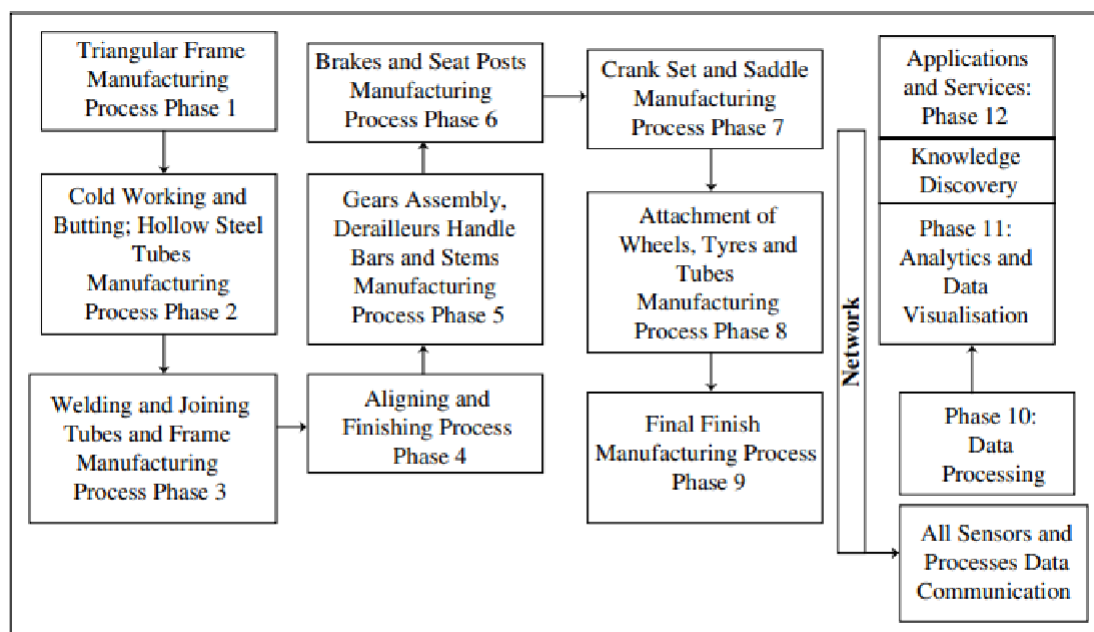 Triangular Frame
Manufacturing
Process Phase 1
Cold Working and
Butting; Hollow Steel
Tubes
Manufacturing
Process Phase 2
Welding and Joining
Tubes and Frame
Manufacturing
Process Phase 3
Aligning and
Finishing Process
Phase 4
Gears Assembly,
Derailleurs Handle
Bars and Stems
Manufacturing
Process Phase 5
Brakes and Seat Posts
Manufacturing
Process Phase 6
Crank Set and Saddle
Manufacturing
Process Phase 7
Attachment of
Wheels, Tyres and
Tubes
Manufacturing
Process Phase 8
Final Finish
Manufacturing Process
Phase 9
Network
All Sensors and
Processes Data
Communication
Phase 10:
Data
Processing
Phase 11:
Analytics and
Data
Visualisation
Knowledge
Discovery
Applications
and Services:
Phase 12